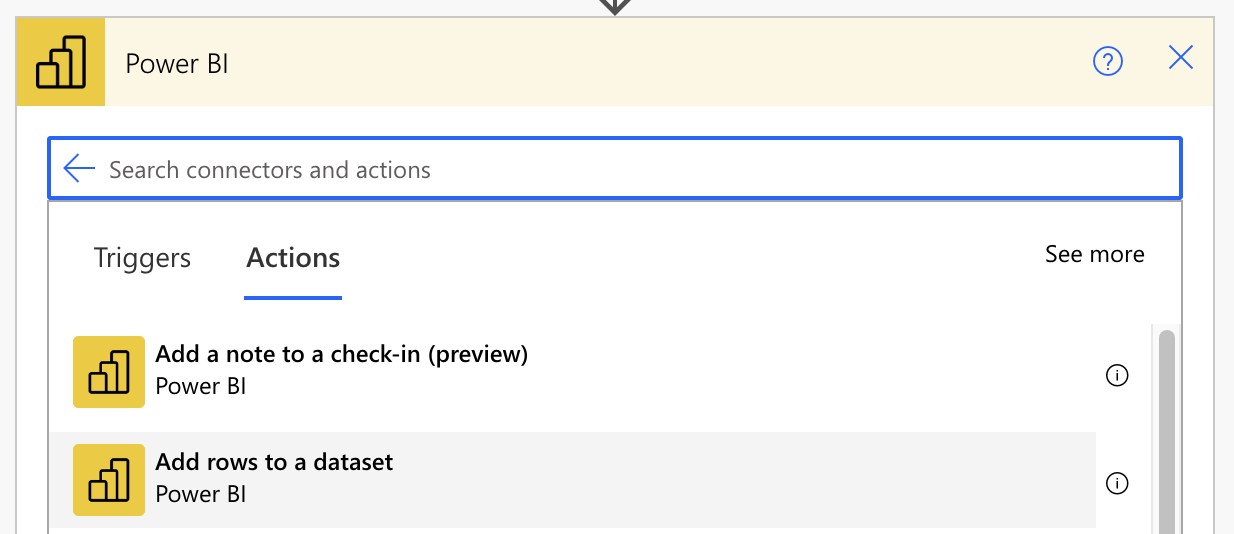 Power BI
?
Search connectors and actions
Triggers
Actions
See more
Add a note to a check-in (preview)
Power BI
Add rows to a dataset
Power BI